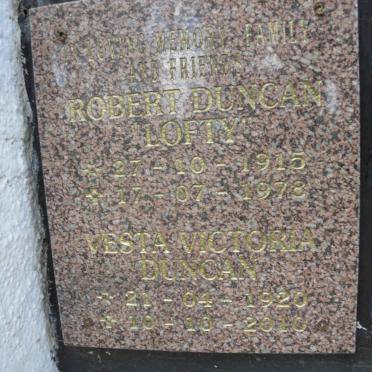 IN LOVING MEMORY FAMILY
AND FRIENDS
ROBERT DUNCAN
"LOFTY"
27-10-1915
17-07-1978
VESTA VICTORIA
DUNCAN
21-04-1920
10-10-2010